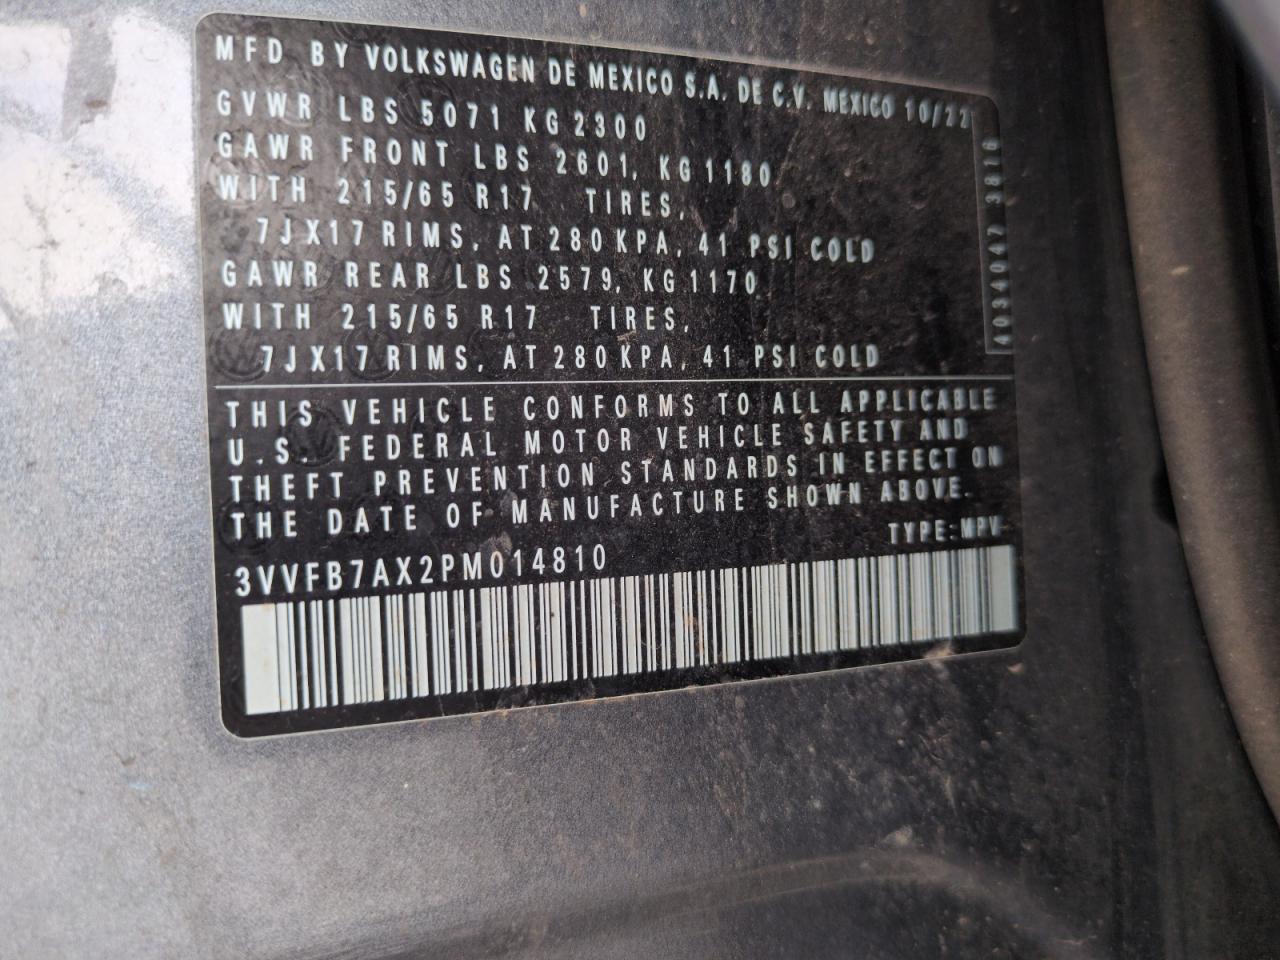 MFD BY VOLKSWAGEN DE MEXICO S.A. DE C.V. MEXICO 10/22
GVWR LBS 5071 KG 2300
GAWR FRONT LBS 2601, KG 1180
WITH 215/65 R17 TIRES,
7JX17 RIMS, AT 280 KPA, 41 PSI COLD
GAWR REAR LBS 2579, KG 1170
WITH 215/65 R17 TIRES,
7JX17 RIMS, AT 280 KPA, 41 PSI COLD
4034047 3876
THIS VEHICLE CONFORMS TO ALL APPLICABLE
U.S. FEDERAL MOTOR VEHICLE SAFETY AND
THEFT PREVENTION STANDARDS IN EFFECT ON
THE DATE OF MANUFACTURE SHOWN ABOVE.
TYPE: MPV
3VVFB7AX2PM014810